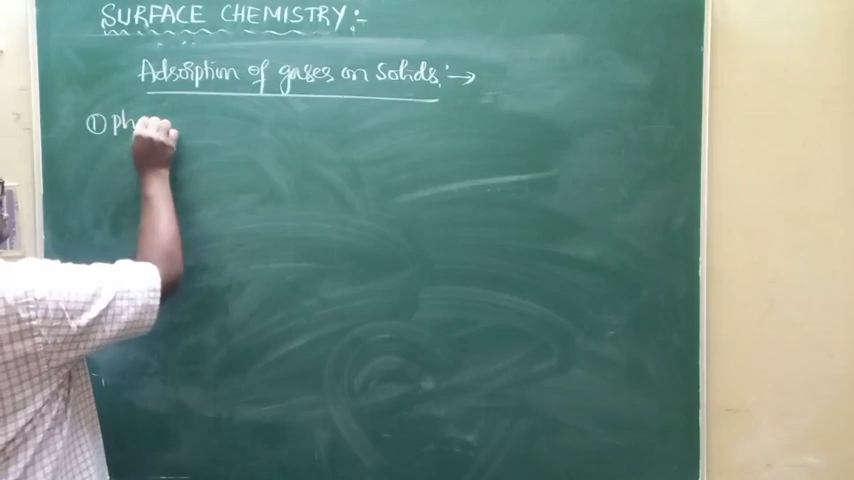 SURFACE CHEMISTRY:-
Adsorption of gases on Solids:→
① Ph